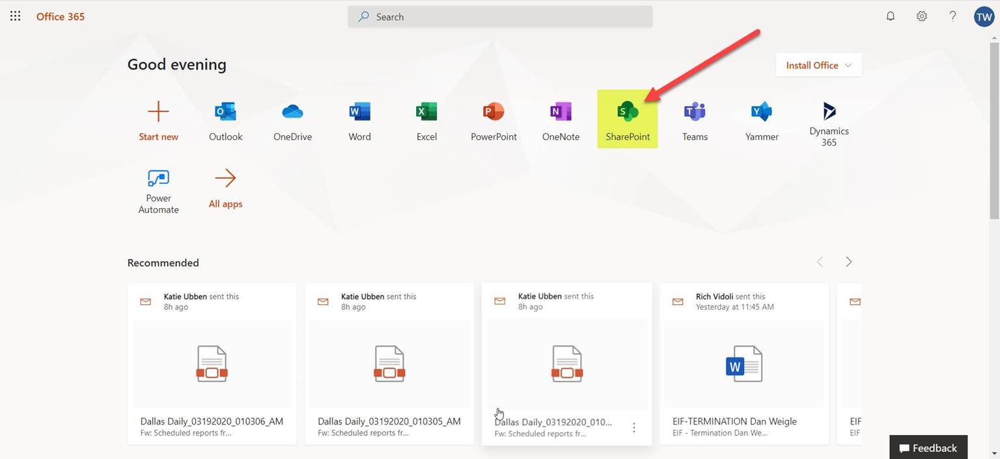 Office 365
Search
TW
Good evening
Install Office
Start new
Outlook
OneDrive
Word
Excel
PowerPoint
OneNote
SharePoint
Teams
Yammer
Dynamics
365
Power
Automate
All apps
Recommended
Katie Ubben sent this
8h ago
Dallas Daily_03192020_010306_AM
Fw: Scheduled reports fr...
Katie Ubben sent this
8h ago
Dallas Daily_03192020_010305_AM
Fw: Scheduled reports fr...
Katie Ubben sent this
8h ago
Dallas Daily_03192020_010...
Fw: Scheduled reports fr...
Rich Vidoli sent this
Yesterday at 11:45 AM
EIF-TERMINATION Dan Weigle
EIF - Termination Dan We...
EIF
EIF
Feedback